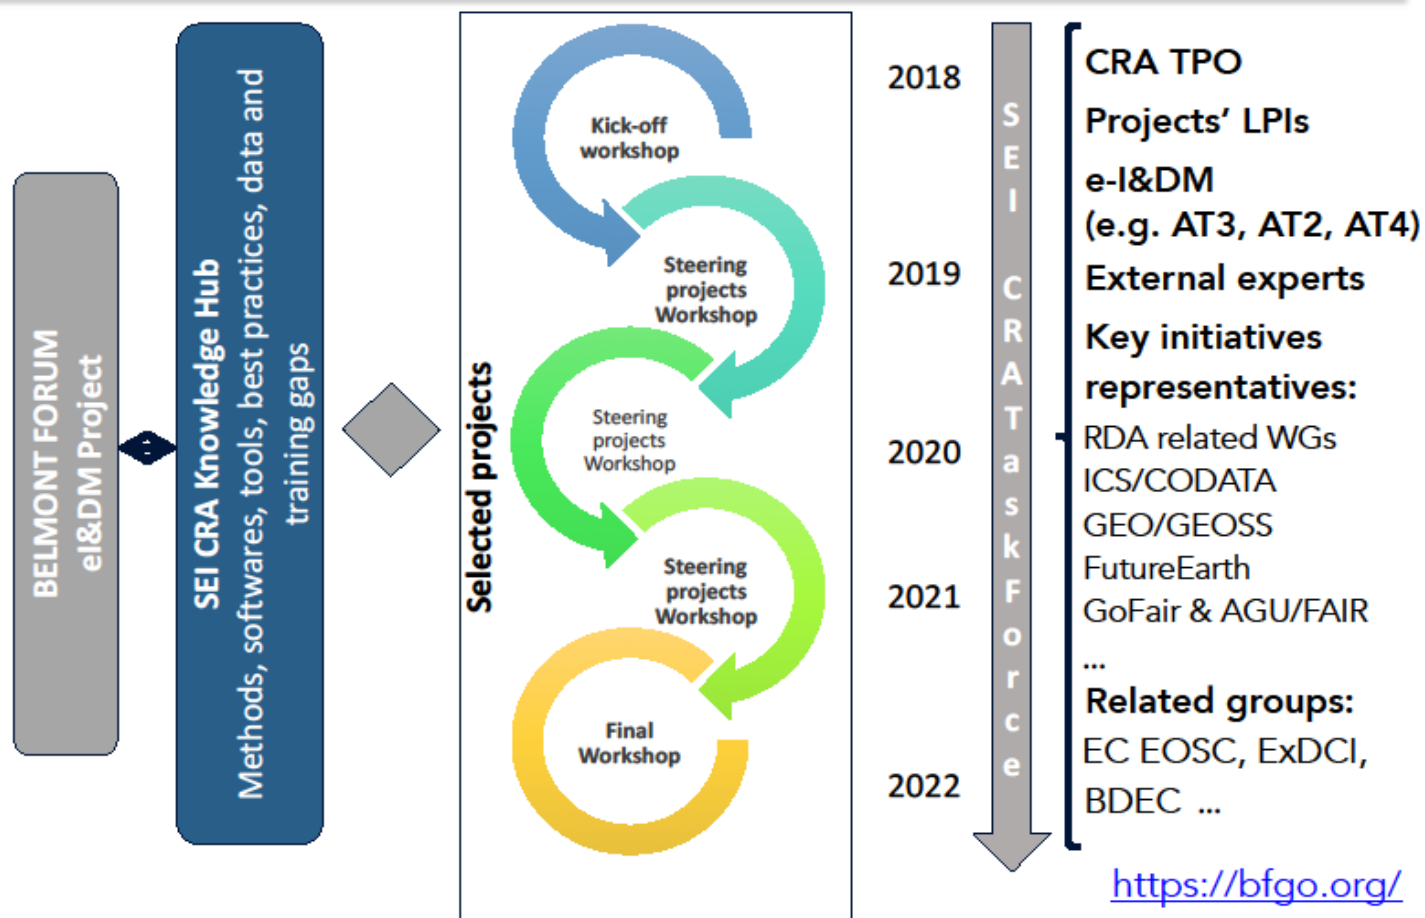 BELMONT FORUM
eI&DM Project
SEI CRA Knowledge Hub
Methods, softwares, tools, best practices, data and
training gaps
Selected projects
Kick-off
workshop
Steering
projects
Workshop
Steering
projects
Workshop
Steering
projects
Workshop
Final
Workshop
2018
2019
2020
2021
2022
SEI CRA TaskForce
CRA TPO
Projects' LPIs
e-I&DM
(e.g. AT3, AT2, AT4)
External experts
Key initiatives
representatives:
RDA related WGs
ICS/CODATA
GEO/GEOSS
FutureEarth
GoFair & AGU/FAIR
...
Related groups:
EC EOSC, ExDCI,
BDEC ...
https://bfgo.org/